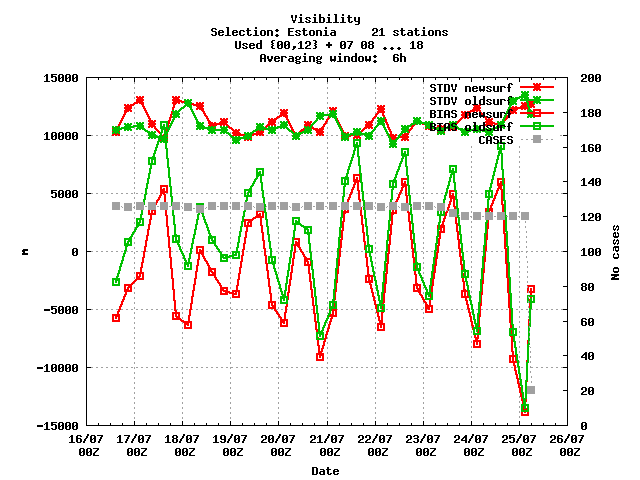 Visibility
Selection: Estonia 21 stations
Used {00,12} + 07 08 ... 18
Averaging window: 6h
STDV newsurf
STDV oldsurf
BIAS newsurf
BIAS oldsurf
CASES
15000
10000
5000
0
-5000
-10000
-15000
m
200
180
160
140
120
100
80
60
40
20
0
No cases
16/07 17/07 18/07 19/07 20/07 21/07 22/07 23/07 24/07 25/07 26/07
00Z 00Z 00Z 00Z 00Z 00Z 00Z 00Z 00Z 00Z 00Z
Date